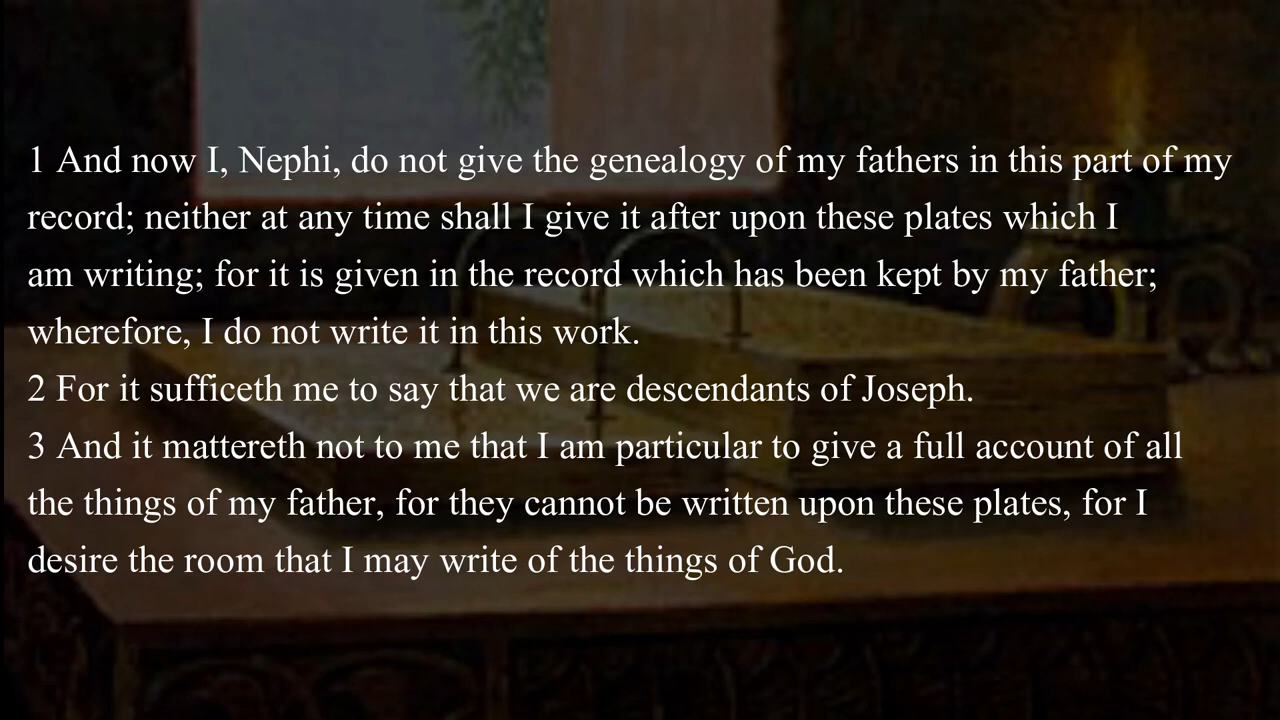 1 And now I, Nephi, do not give the genealogy of my fathers in this part of my
record; neither at any time shall I give it after upon these plates which I
am writing; for it is given in the record which has been kept by my father;
wherefore, I do not write it in this work.
2 For it sufficeth me to say that we are descendants of Joseph.
3 And it mattereth not to me that I am particular to give a full account of all
the things of my father, for they cannot be written upon these plates, for I
desire the room that I may write of the things of God.